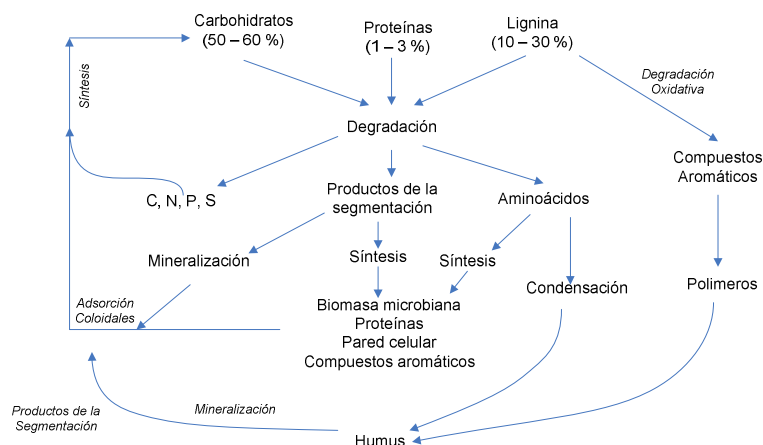 Carbohidratos
(50 – 60 %)
Proteínas
(1 – 3 %)
Lignina
(10 – 30 %)
Síntesis
Degradación
Oxidativa
Degradación
Compuestos
Aromáticos
C, N, P, S
Productos de la
segmentación
Aminoácidos
Mineralización
Síntesis
Síntesis
Condensación
Polimeros
Adsorción
Coloidales
Biomasa microbiana
Proteínas
Pared celular
Compuestos aromáticos
Productos de la
Segmentación
Mineralización
Humus